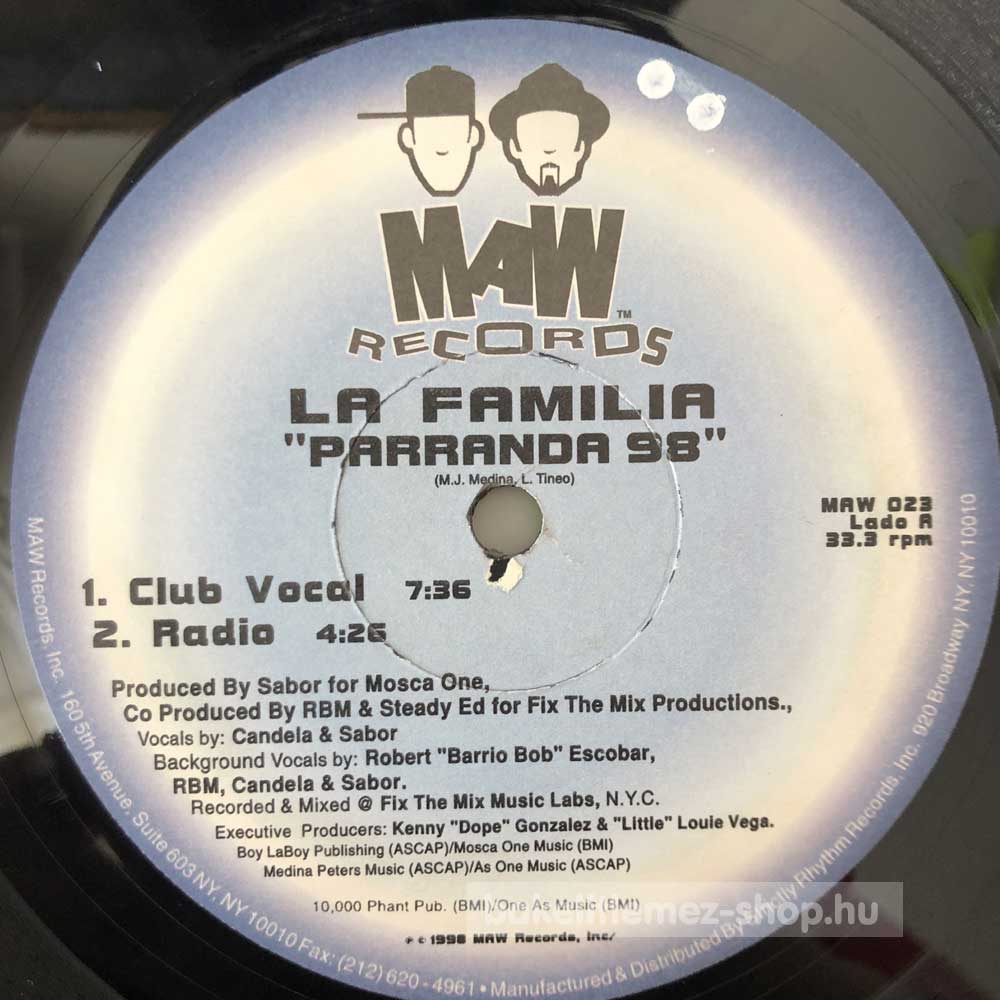 MAW
TM
RECORDS
LA FAMILIA
"PARRANDA 98"
(M.J. Medina, L. Tineo)
MAW 023
Lado A
33.3 rpm
1. Club Vocal 7:36
2. Radio 4:26
Produced By Sabor for Mosca One,
Co Produced By RBM & Steady Ed for Fix The Mix Productions.,
Vocals by: Candela & Sabor
Background Vocals by: Robert "Barrio Bob" Escobar,
RBM, Candela & Sabor.
Recorded & Mixed @ Fix The Mix Music Labs, N.Y.C.
Executive Producers: Kenny "Dope" Gonzalez & "Little" Louie Vega.
Boy LaBoy Publishing (ASCAP)/Mosca One Music (BMI)
Medina Peters Music (ASCAP)/As One Music (ASCAP)
10,000 Phant Pub. (BMI)/One As Music (BMI)
℗ © 1998 MAW Records, Inc/
MAW Records, Inc. 160 5th Avenue, Suite 603 NY, NY 10010 Fax: (212) 620 - 4961 • Manufactured & Distributed By Strictly Rhythm Records, Inc. 920 Broadway NY, NY 10010
bakelitlemez-shop.hu